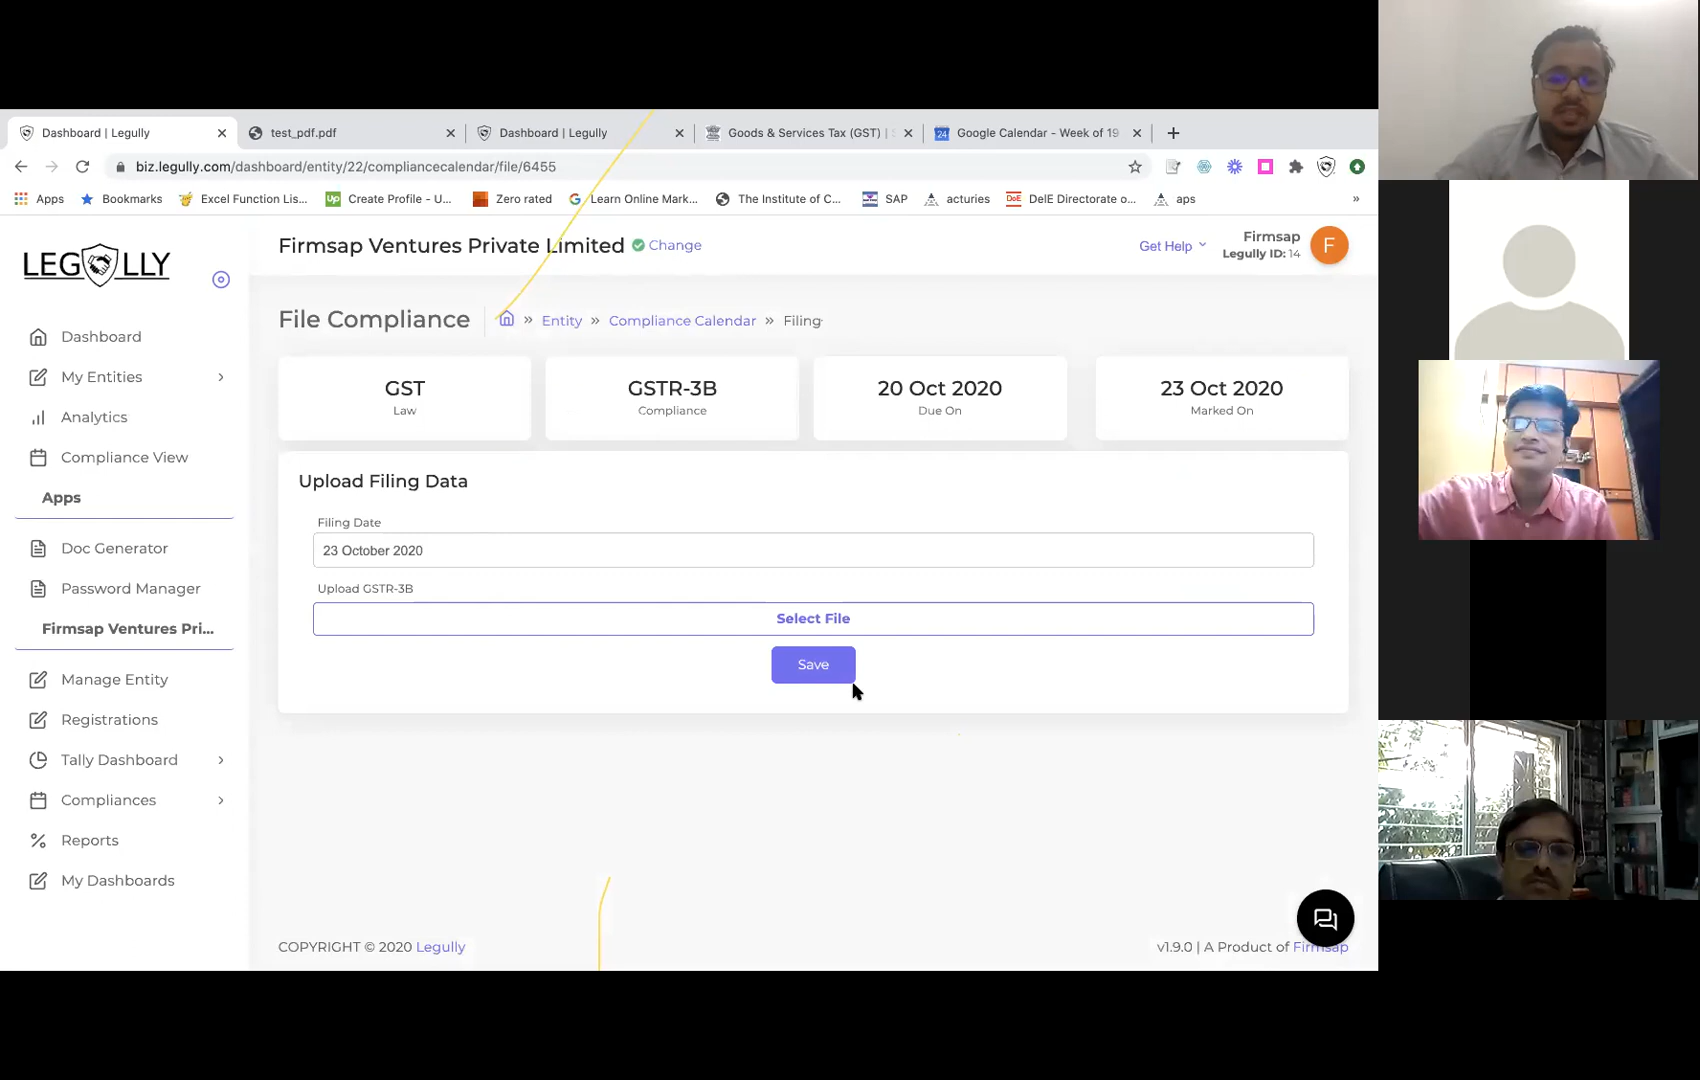 Dashboard | Legully
test_pdf.pdf
Dashboard | Legully
Goods & Services Tax (GST) |
Google Calendar - Week of 19
biz.legully.com/dashboard/entity/22/compliancecalendar/file/6455
Apps
Bookmarks
Excel Function Lis...
Create Profile - U...
Zero rated
Learn Online Mark...
The Institute of C...
SAP
acturies
DelE Directorate o...
aps
»
LEGULLY
Firmsap Ventures Private Limited
Change
Get Help
Firmsap
Legully ID: 14
F
Dashboard
My Entities
Analytics
Compliance View
Apps
Doc Generator
Password Manager
Firmsap Ventures Pri...
Manage Entity
Registrations
Tally Dashboard
Compliances
Reports
My Dashboards
File Compliance
» Entity » Compliance Calendar » Filing
GST
Law
GSTR-3B
Compliance
20 Oct 2020
Due On
23 Oct 2020
Marked On
Upload Filing Data
Filing Date
23 October 2020
Upload GSTR-3B
Select File
Save
COPYRIGHT © 2020 Legully
v1.9.0 | A Product of Firmsap